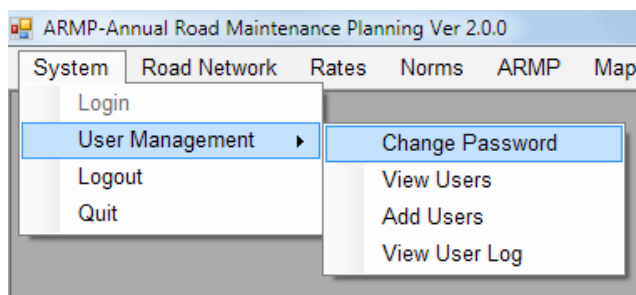 ARMP-Annual Road Maintenance Planning Ver 2.0.0
System Road Network Rates Norms ARMP Map
Login
User Management
Logout
Quit
Change Password
View Users
Add Users
View User Log